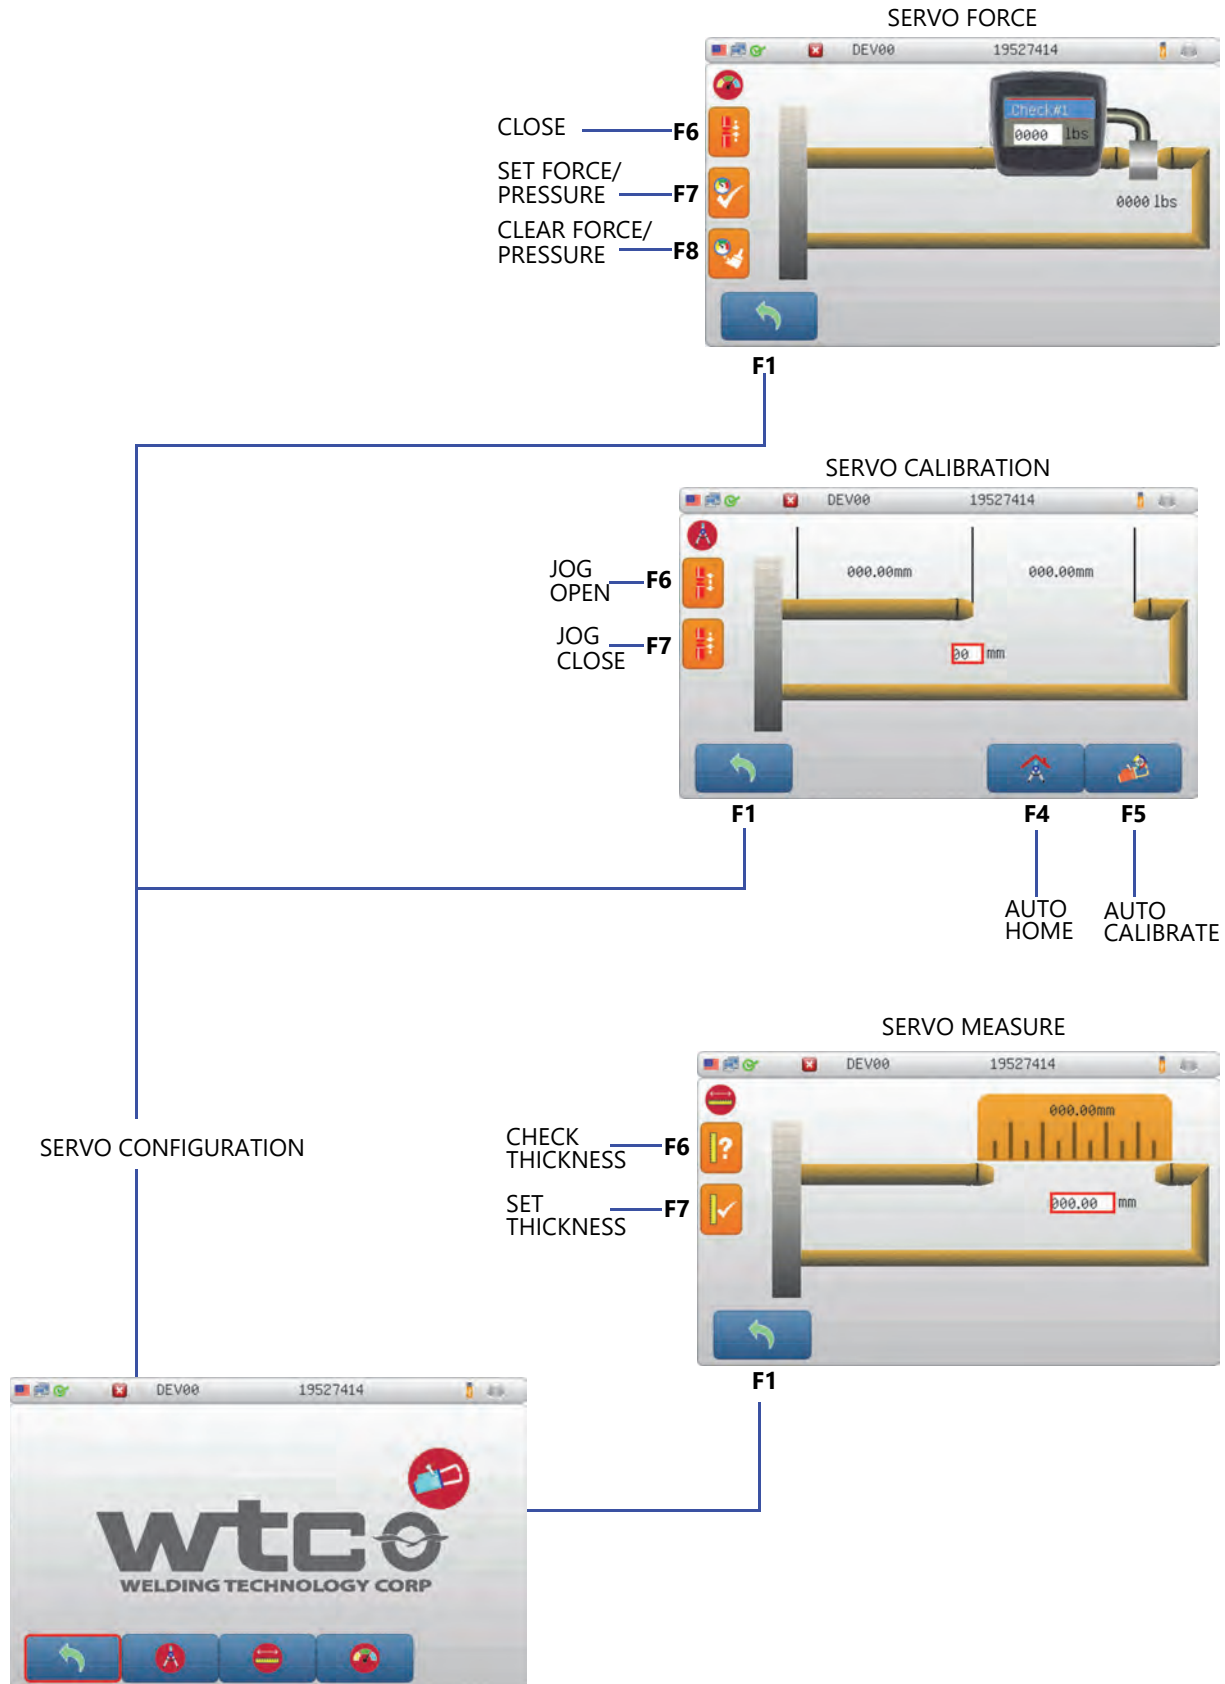 SERVO FORCE
DEV00 19527414
Check#1
0000 lbs
CLOSE F6
SET FORCE/
PRESSURE F7
CLEAR FORCE/
PRESSURE F8
0000 lbs
F1
SERVO CALIBRATION
DEV00 19527414
000.00mm 000.00mm
JOG
OPEN F6
JOG
CLOSE F7
00 mm
F1 F4 F5
AUTO
HOME
AUTO
CALIBRATE
SERVO MEASURE
DEV00 19527414
000.00mm
CHECK
THICKNESS F6
?
SET
THICKNESS F7
000.00 mm
F1
SERVO CONFIGURATION
DEV00 19527414
wtco
WELDING TECHNOLOGY CORP